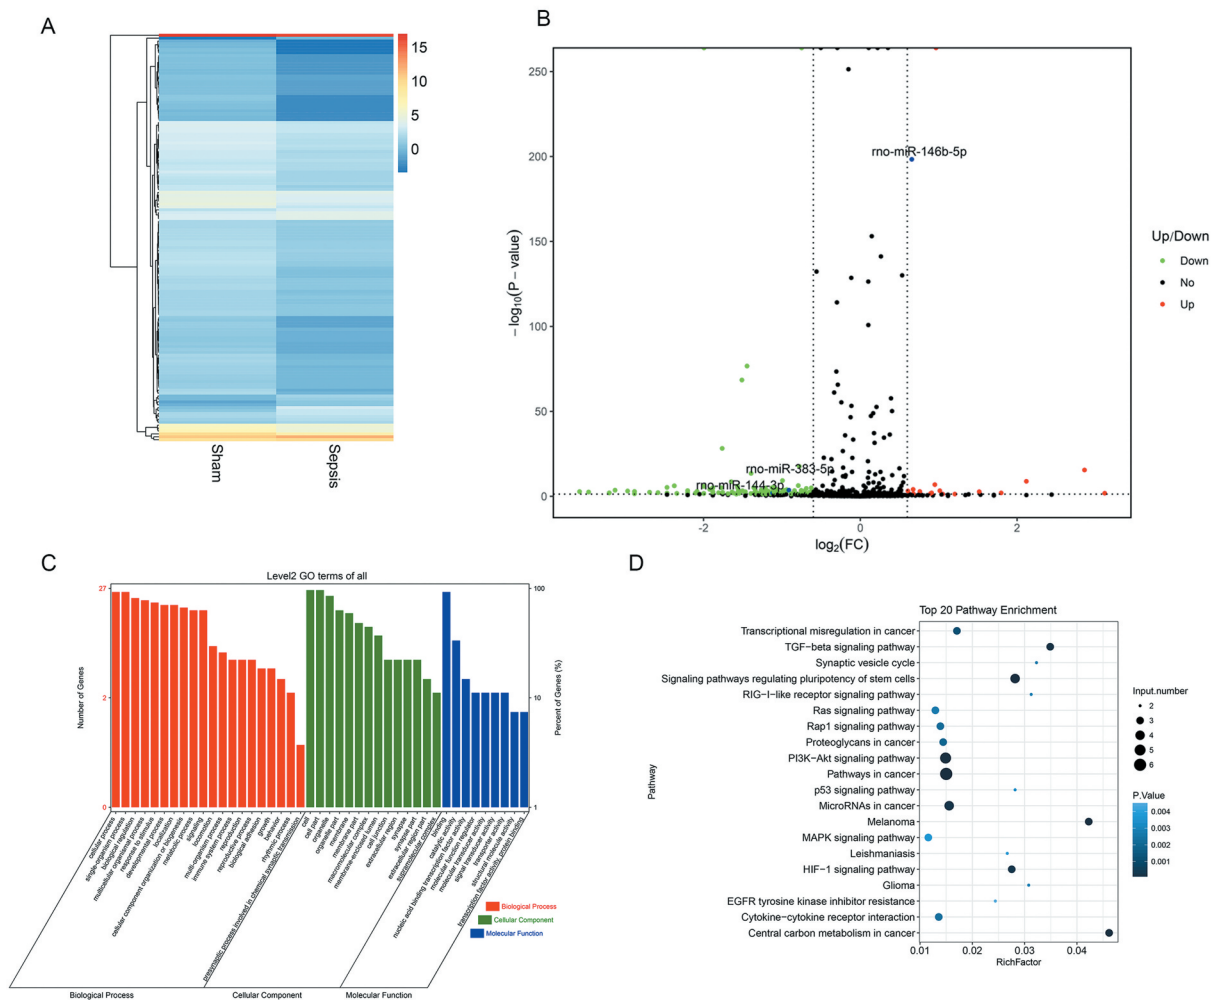 A
15
10
5
0
Sham
Sepsis
B
250
200
150
100
50
0
− log10(P − value)
rno-miR-146b-5p
rno-miR-383-5p
rno-miR-144-3p
-2
0
2
log2(FC)
Up/Down
Down
No
Up
C
Level2 GO terms of all
27
2
0
Number of Genes
100
10
1
Percent of Genes (%)
cellular process
single-organism process
biological regulation
multicellular organismal process
response to stimulus
developmental process
localization
cellular component organization or biogenesis
metabolic process
signaling
locomotion
multi-organism process
immune system process
reproductive process
biological adhesion
growth
behavior
rhythmic process
presynaptic process involved in chemical synaptic transmission
cell
cell part
organelle
organelle part
membrane
membrane part
macromolecular complex
membrane-enclosed lumen
cell junction
extracellular region
synapse
synapse part
extracellular region part
supramolecular complex
binding
catalytic activity
nucleic acid binding transcription factor activity
molecular function regulator
molecular transducer activity
signal transducer activity
transporter activity
structural molecule activity
transcription factor activity, protein binding
Biological Process
Cellular Component
Molecular Function
Biological Process
Cellular Component
Molecular Function
D
Top 20 Pathway Enrichment
Pathway
Transcriptional misregulation in cancer
TGF−beta signaling pathway
Synaptic vesicle cycle
Signaling pathways regulating pluripotency of stem cells
RIG−I−like receptor signaling pathway
Ras signaling pathway
Rap1 signaling pathway
Proteoglycans in cancer
PI3K−Akt signaling pathway
Pathways in cancer
p53 signaling pathway
MicroRNAs in cancer
Melanoma
MAPK signaling pathway
Leishmaniasis
HIF−1 signaling pathway
Glioma
EGFR tyrosine kinase inhibitor resistance
Cytokine−cytokine receptor interaction
Central carbon metabolism in cancer
0.01
0.02
0.03
0.04
RichFactor
Input.number
2
3
4
5
6
P.Value
0.004
0.003
0.002
0.001